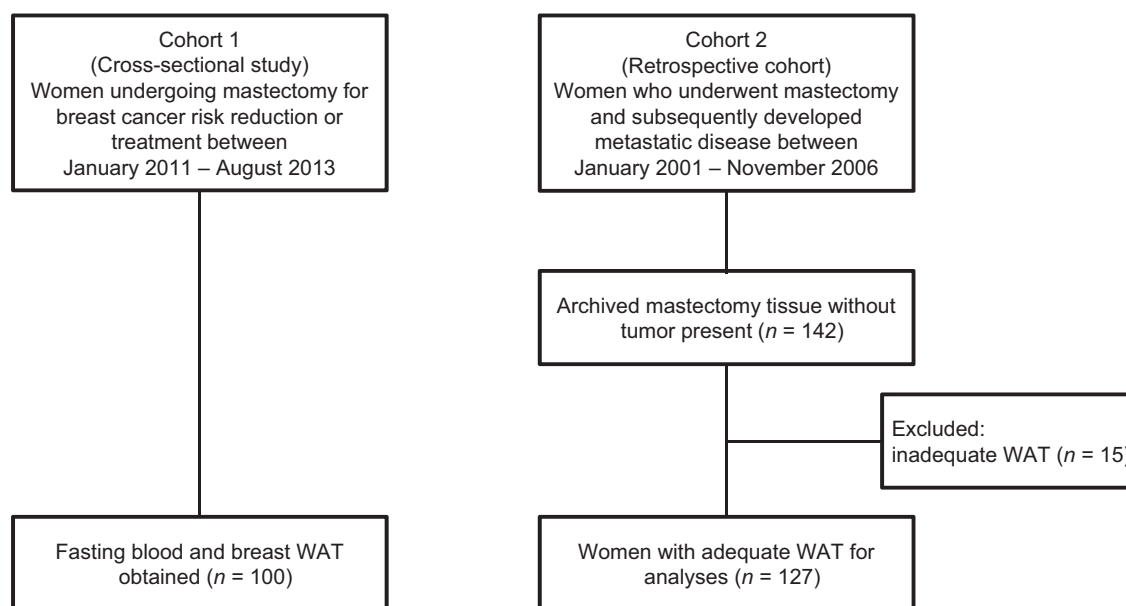 Cohort 1
(Cross-sectional study)
Women undergoing mastectomy for
breast cancer risk reduction or
treatment between
January 2011 – August 2013
Cohort 2
(Retrospective cohort)
Women who underwent mastectomy
and subsequently developed
metastatic disease between
January 2001 – November 2006
Archived mastectomy tissue without
tumor present (n = 142)
Excluded:
inadequate WAT (n = 15)
Fasting blood and breast WAT
obtained (n = 100)
Women with adequate WAT for
analyses (n = 127)